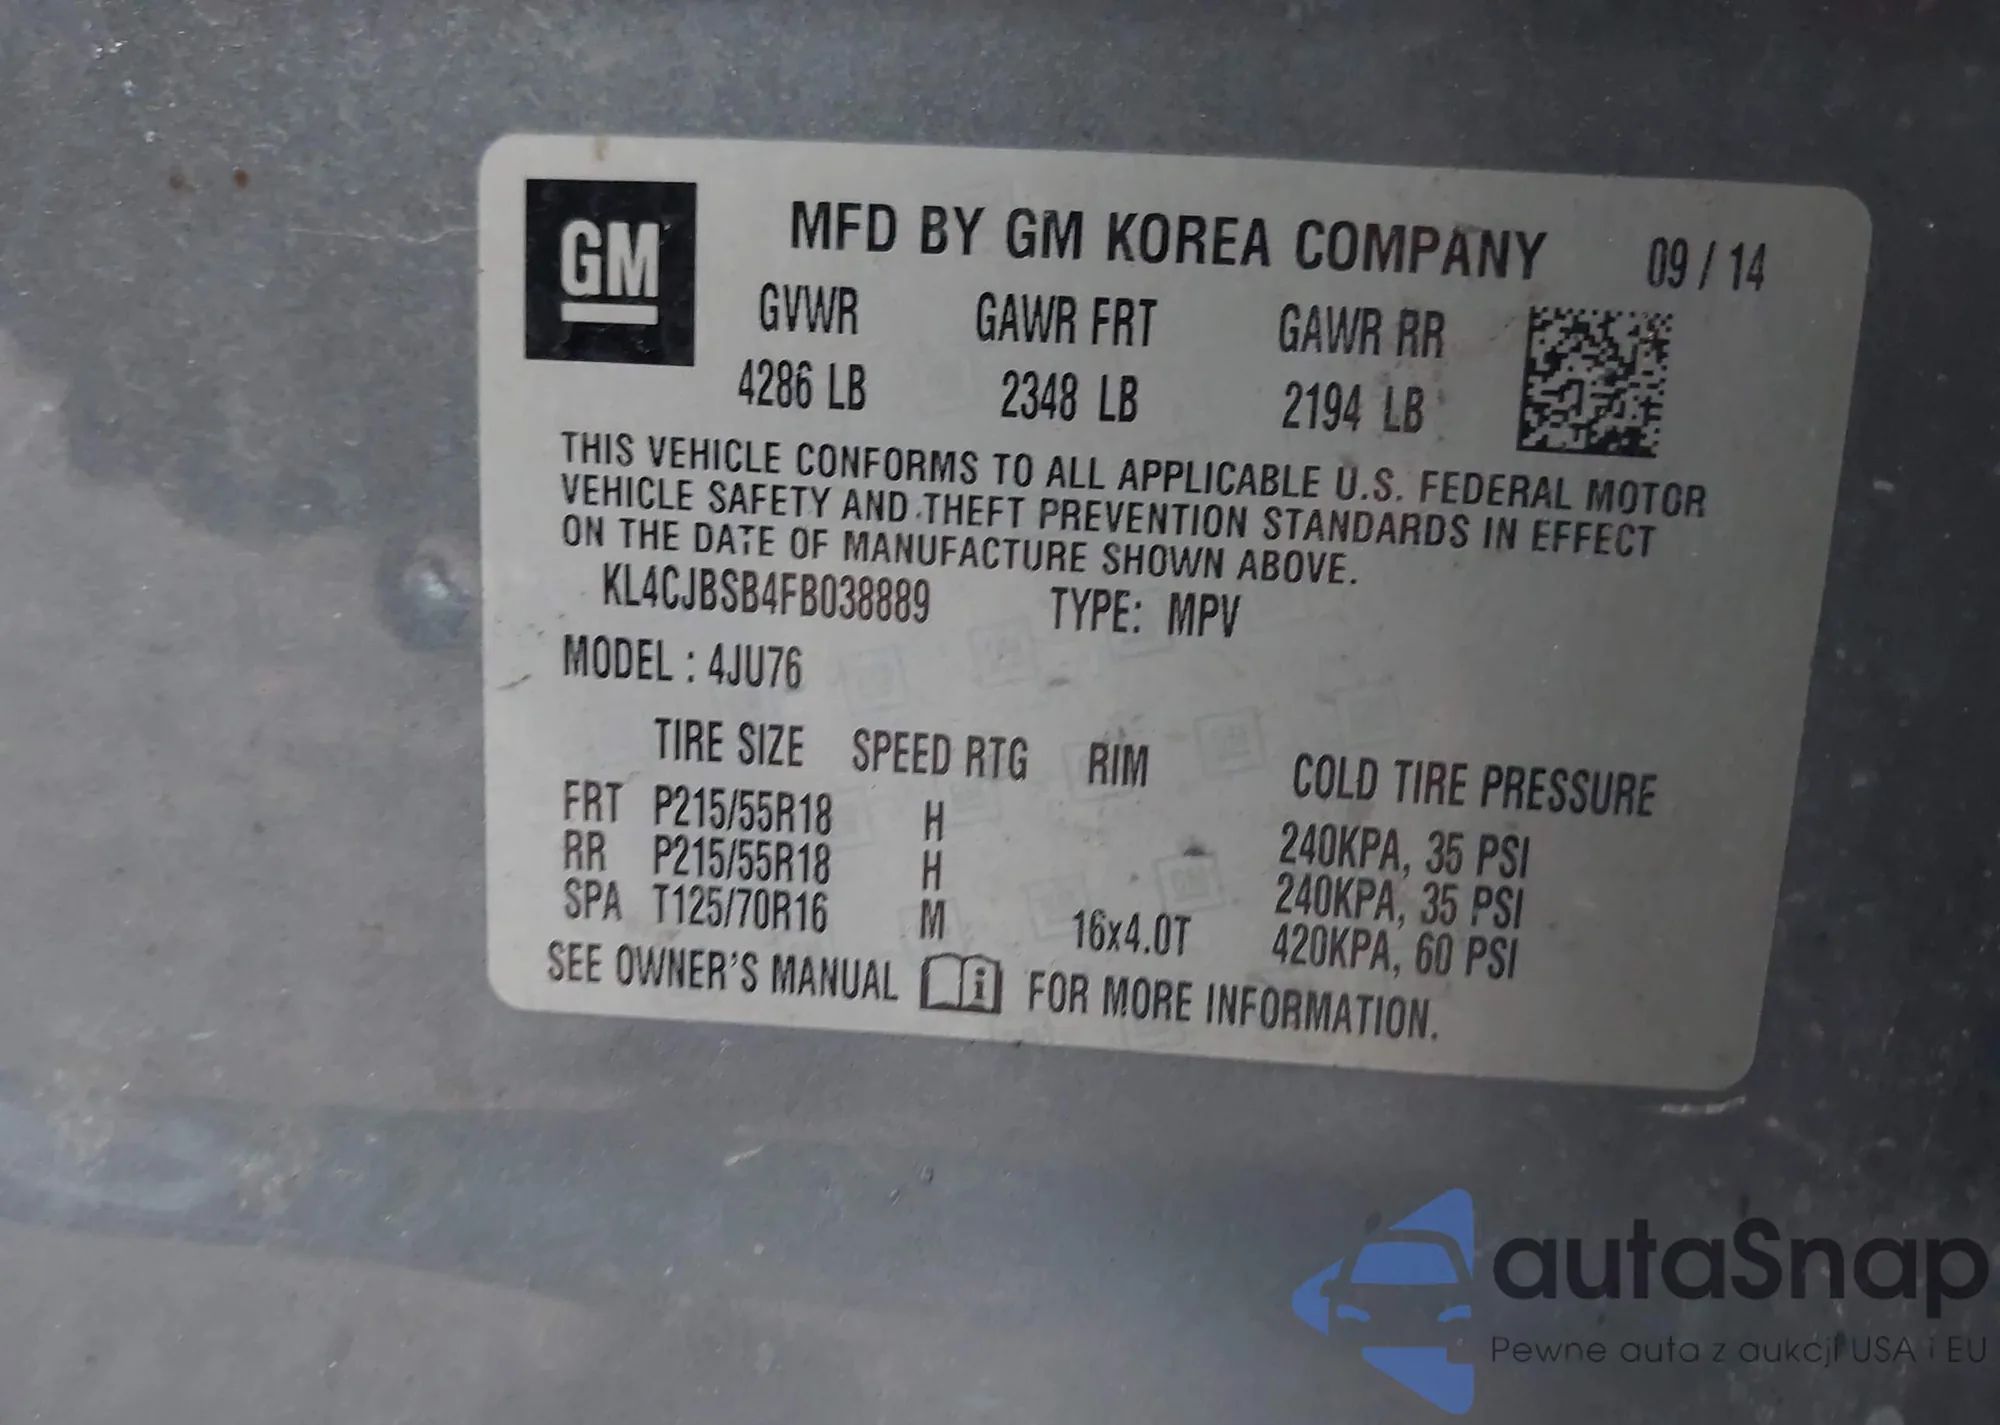 GM
MFD BY GM KOREA COMPANY 09 / 14
GVWR GAWR FRT GAWR RR
4286 LB 2348 LB 2194 LB
THIS VEHICLE CONFORMS TO ALL APPLICABLE U.S. FEDERAL MOTOR
VEHICLE SAFETY AND THEFT PREVENTION STANDARDS IN EFFECT
ON THE DATE OF MANUFACTURE SHOWN ABOVE.
KL4CJBSB4FB038889 TYPE: MPV
MODEL : 4JU76
TIRE SIZE SPEED RTG RIM COLD TIRE PRESSURE
FRT P215/55R18 H 240KPA, 35 PSI
RR P215/55R18 H 240KPA, 35 PSI
SPA T125/70R16 M 16x4.0T 420KPA, 60 PSI
SEE OWNER'S MANUAL FOR MORE INFORMATION.
autaSnap
Pewne auta z aukcji USA i EU